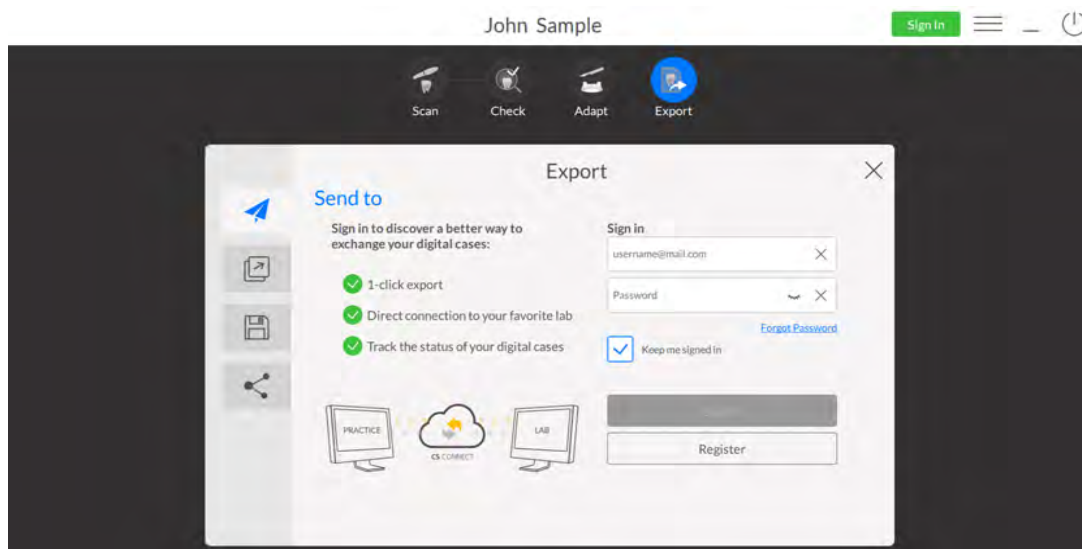 John Sample
Sign In
Scan
Check
Adapt
Export
Export
Send to
Sign in to discover a better way to
exchange your digital cases:
1-click export
Direct connection to your favorite lab
Track the status of your digital cases
PRACTICE
CS CONNECT
LAB
Sign in
username@mail.com
Password
Forgot Password
Keep me signed in
Register